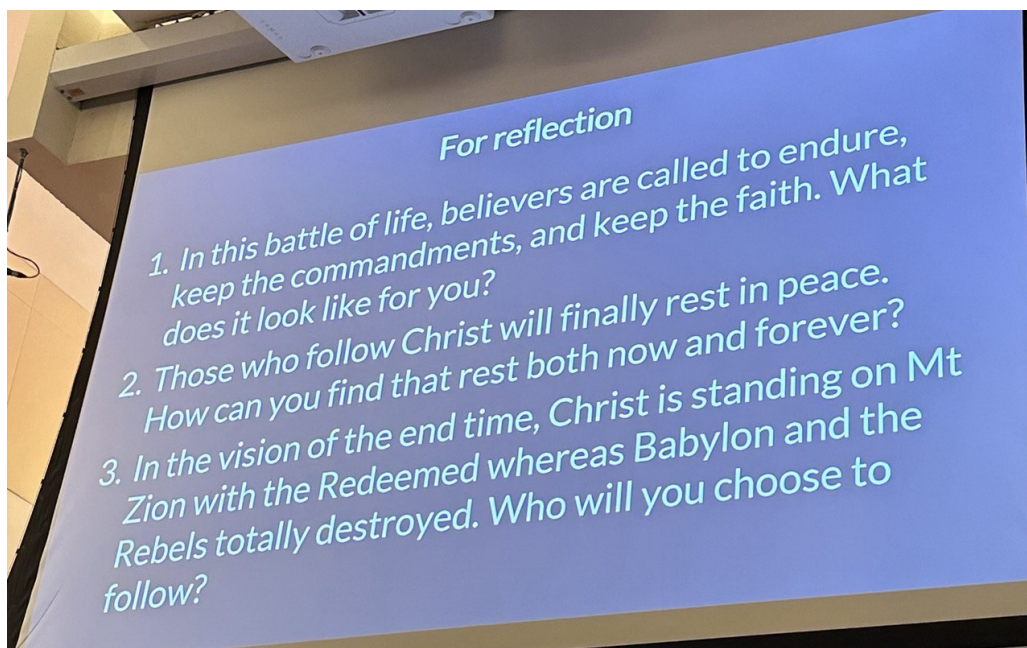 For reflection
1. In this battle of life, believers are called to endure,
keep the commandments, and keep the faith. What
does it look like for you?
2. Those who follow Christ will finally rest in peace.
How can you find that rest both now and forever?
3. In the vision of the end time, Christ is standing on Mt
Zion with the Redeemed whereas Babylon and the
Rebels totally destroyed. Who will you choose to
follow?